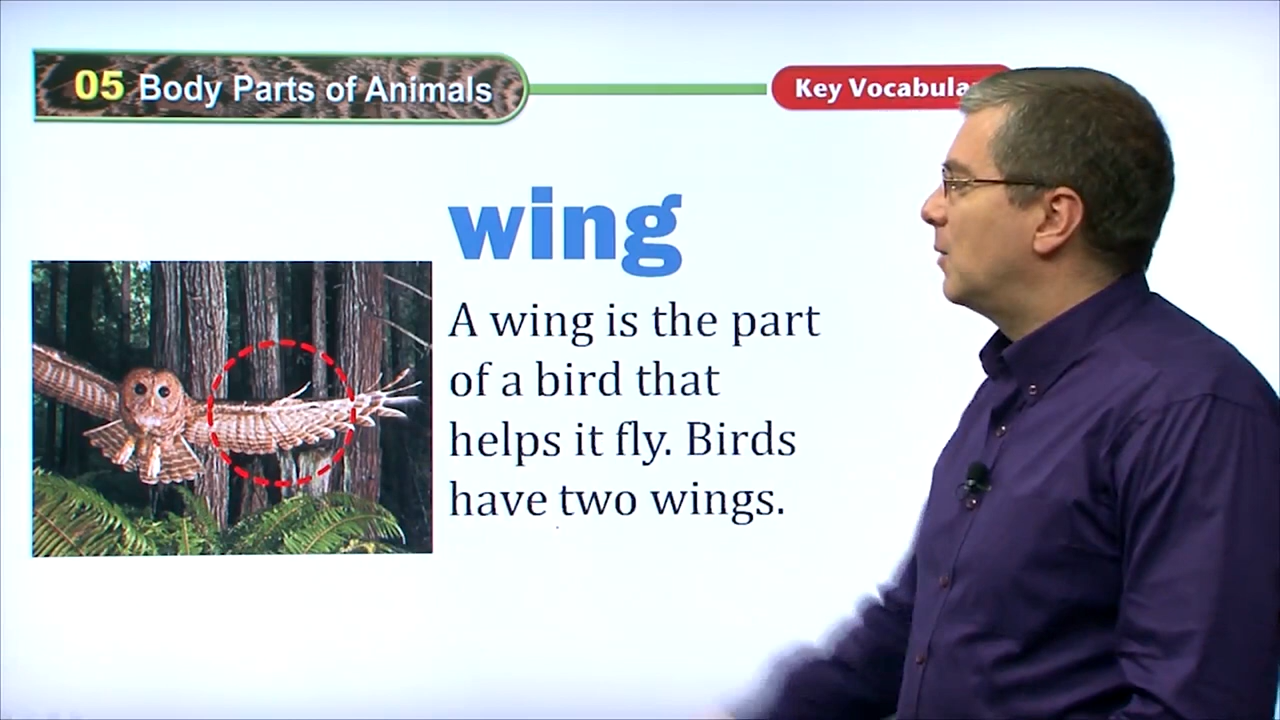 05 Body Parts of Animals
Key
wing
A wing is the part
of a bird that
helps it fly. Birds
have two wings.